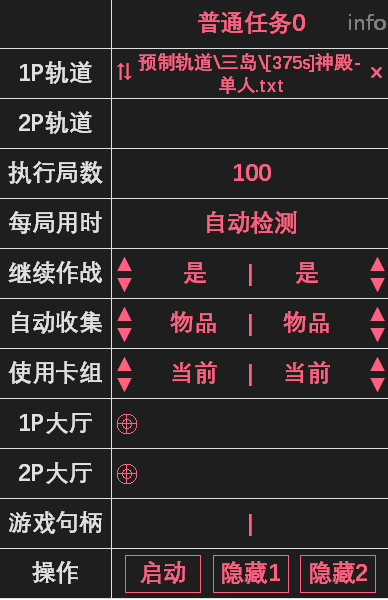 普通任务0 info
1P轨道 ⇅ 预制轨道\三岛\[375s]神殿- ×
单人.txt
2P轨道
执行局数 100
每局用时 自动检测
继续作战 ▲▼ 是 | 是 ▲▼
自动收集 ▲▼ 物品 | 物品 ▲▼
使用卡组 ▲▼ 当前 | 当前 ▲▼
1P大厅
2P大厅
游戏句柄 |
操作 启动 隐藏1 隐藏2